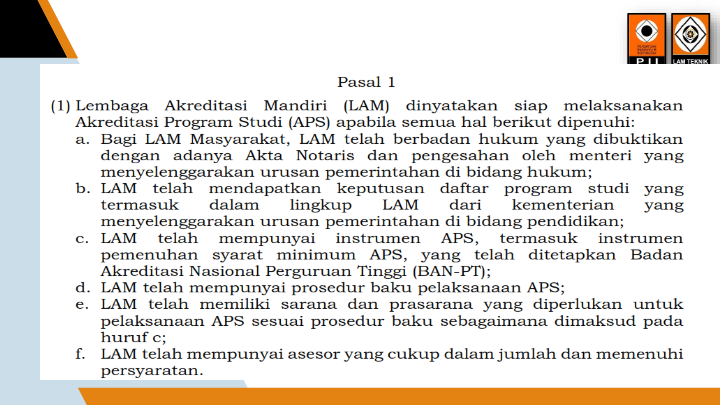 PII
LAM TEKNIK
Pasal 1
(1) Lembaga Akreditasi Mandiri (LAM) dinyatakan siap melaksanakan
Akreditasi Program Studi (APS) apabila semua hal berikut dipenuhi:
a. Bagi LAM Masyarakat, LAM telah berbadan hukum yang dibuktikan
dengan adanya Akta Notaris dan pengesahan oleh menteri yang
menyelenggarakan urusan pemerintahan di bidang hukum;
b. LAM telah mendapatkan keputusan daftar program studi yang
termasuk dalam lingkup LAM dari kementerian yang
menyelenggarakan urusan pemerintahan di bidang pendidikan;
c. LAM telah mempunyai instrumen APS, termasuk instrumen
pemenuhan syarat minimum APS, yang telah ditetapkan Badan
Akreditasi Nasional Perguruan Tinggi (BAN-PT);
d. LAM telah mempunyai prosedur baku pelaksanaan APS;
e. LAM telah memiliki sarana dan prasarana yang diperlukan untuk
pelaksanaan APS sesuai prosedur baku sebagaimana dimaksud pada
huruf c;
f. LAM telah mempunyai asesor yang cukup dalam jumlah dan memenuhi
persyaratan.